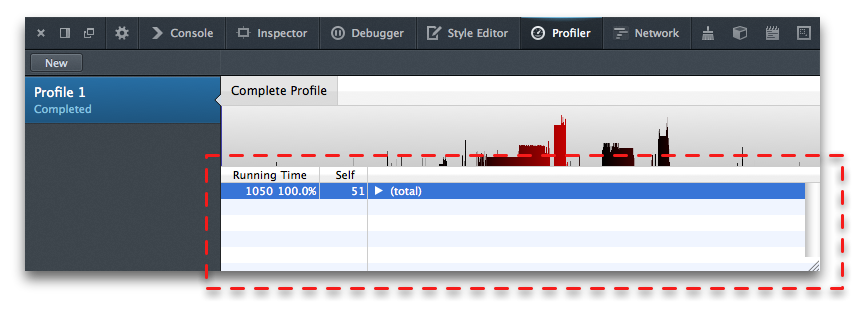 Console Inspector Debugger Style Editor Profiler Network
New
Profile 1
Completed
Complete Profile
Running Time Self
1050 100.0% 51 (total)